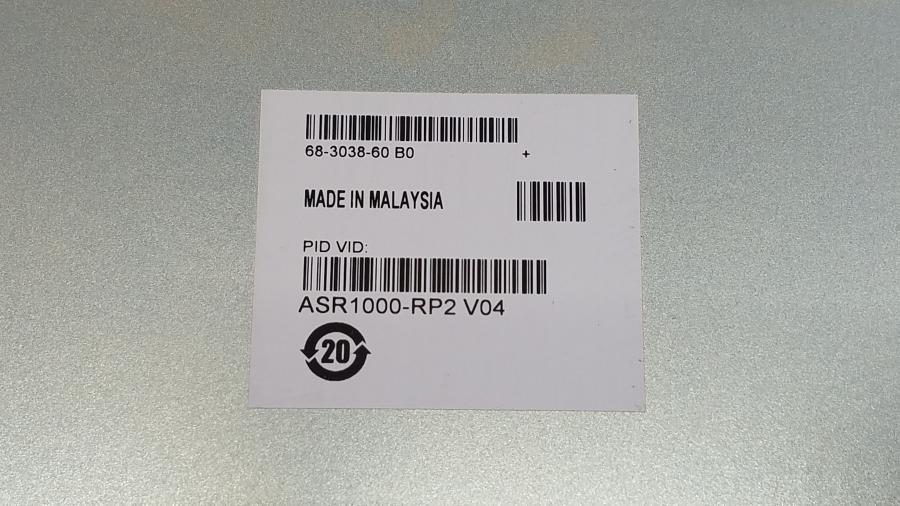 68-3038-60 B0 +
MADE IN MALAYSIA
PID VID:
ASR1000-RP2 V04
20